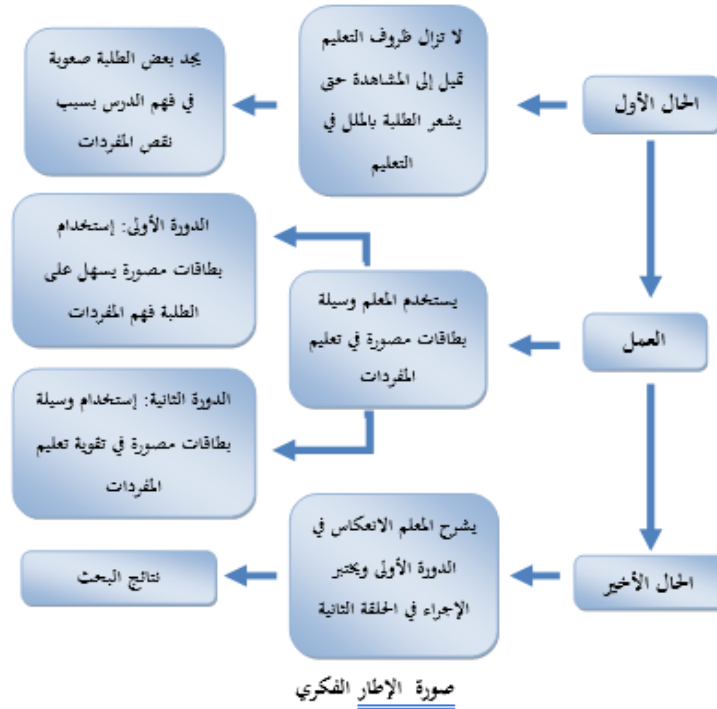 الحال الأول
لا تزال ظروف التعليم
تميل إلى المشاهدة حتى
يشعر الطلبة بالملل في
التعليم
يجد بعض الطلبة صعوبة
في فهم الدرس بسبب
نقص المفردات
العمل
يستخدم المعلم وسيلة
بطاقات مصورة في تعليم
المفردات
الدورة الأولى: إستخدام
بطاقات مصورة يسهل على
الطلبة فهم المفردات
الدورة الثانية: إستخدام وسيلة
بطاقات مصورة في تقوية تعليم
المفردات
الحال الأخير
يشرح المعلم الانعكاس في
الدورة الأولى ويختبر
الإجراء في الحلقة الثانية
نتائج البحث
صورة الإطار الفكري